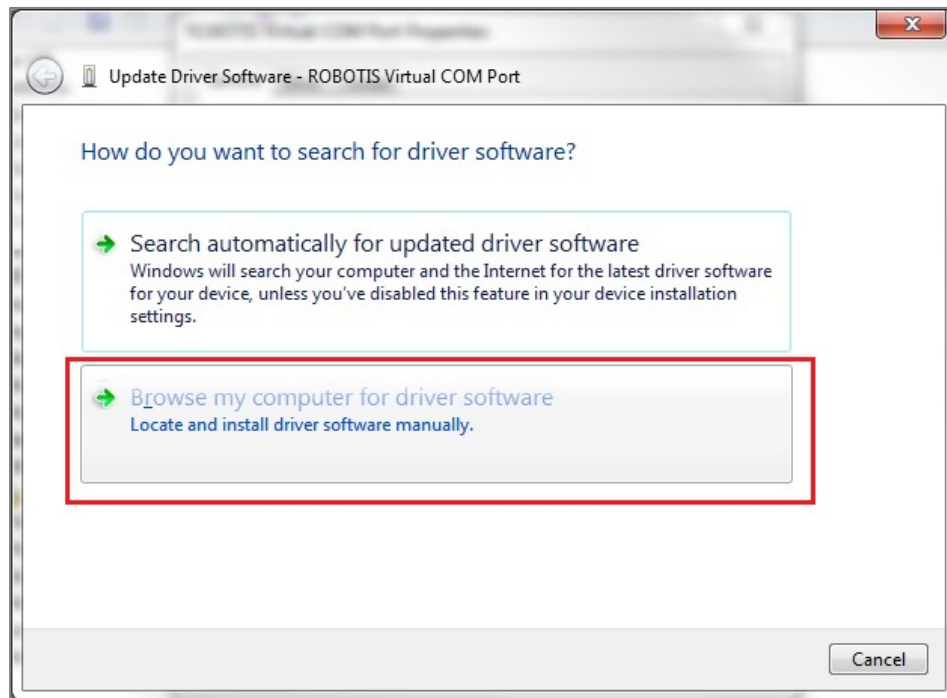 Update Driver Software - ROBOTIS Virtual COM Port
How do you want to search for driver software?
Search automatically for updated driver software
Windows will search your computer and the Internet for the latest driver software
for your device, unless you've disabled this feature in your device installation
settings.
Browse my computer for driver software
Locate and install driver software manually.
Cancel